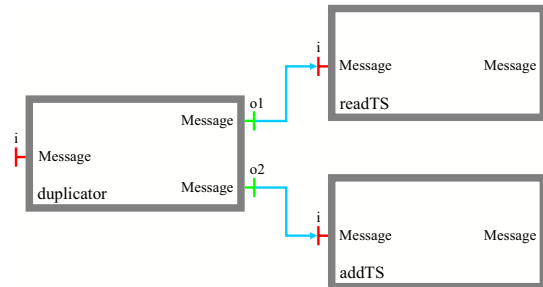 i
Message
Message
readTS
o1
Message
i
Message
o2
Message
duplicator
i
Message
Message
addTS